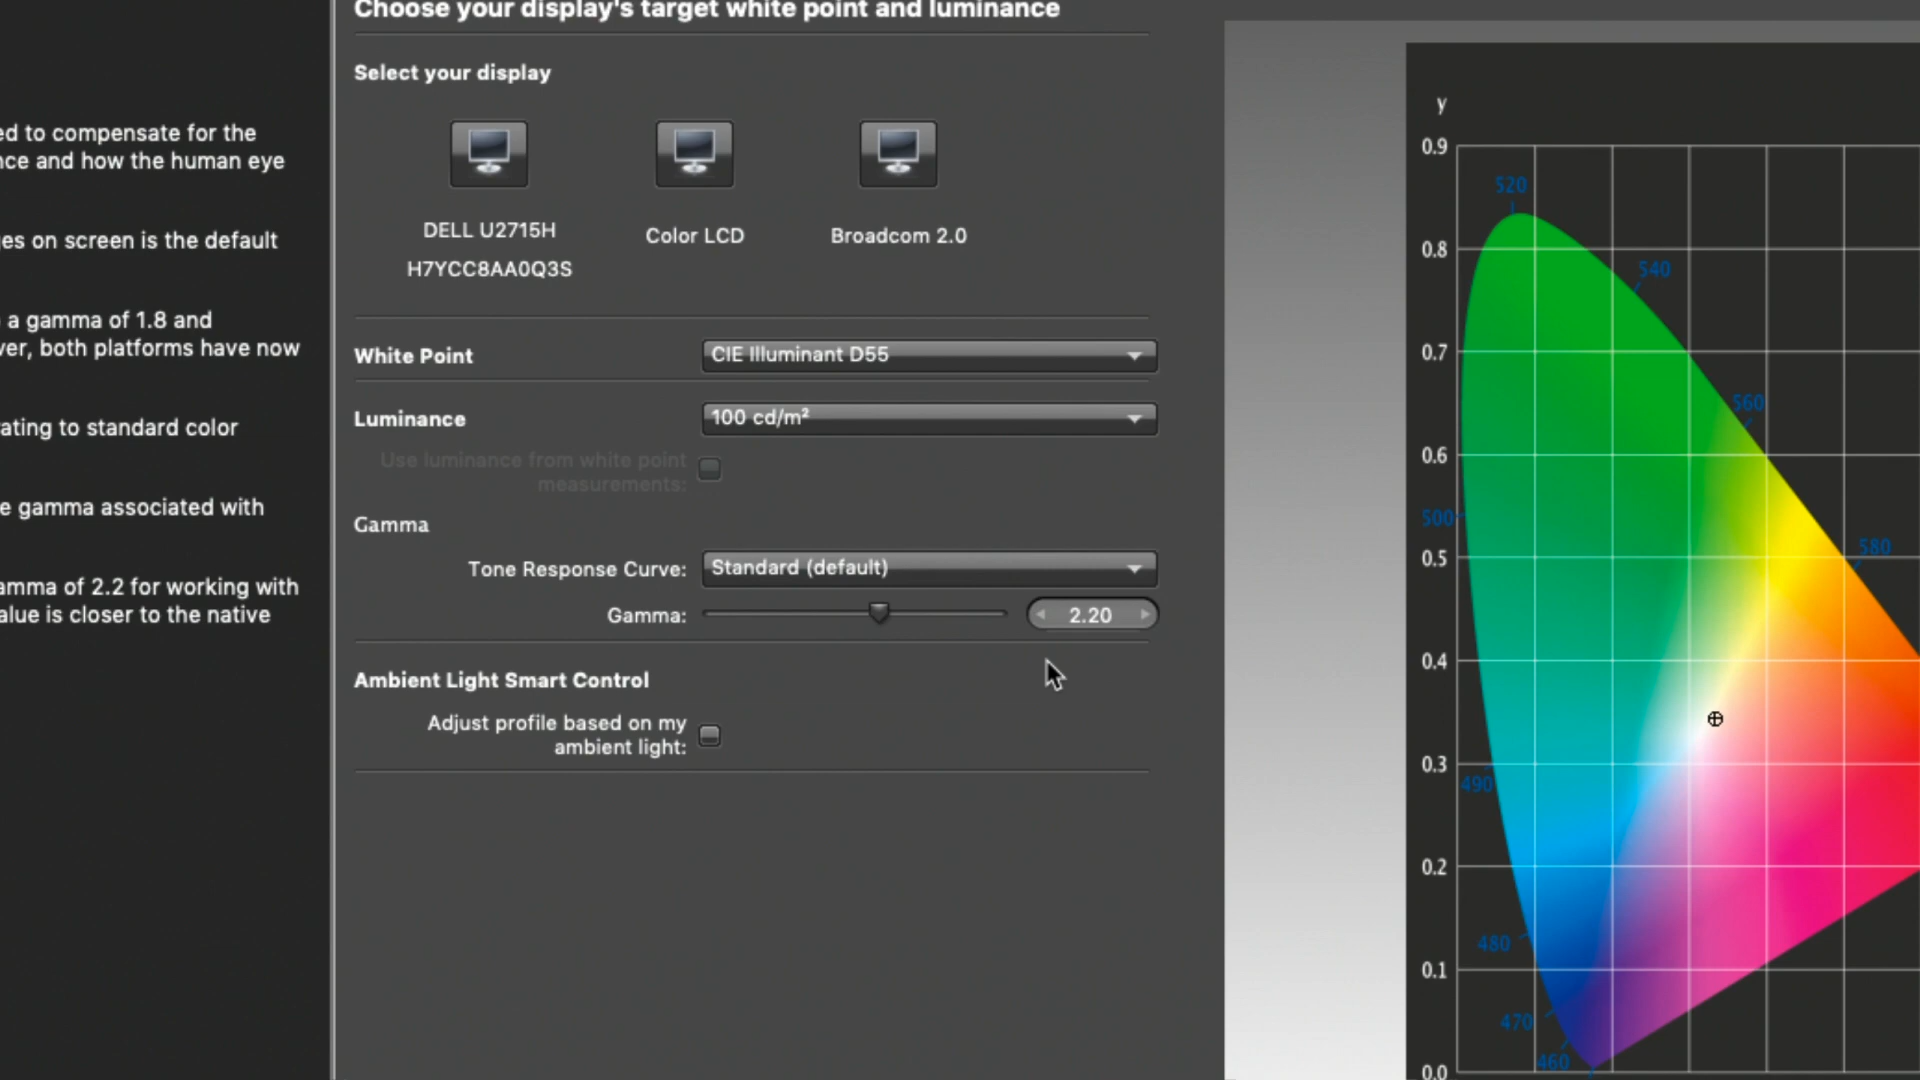 Choose your display's target white point and luminance
ed to compensate for the
nce and how the human eye
es on screen is the default
a gamma of 1.8 and
ver, both platforms have now
ating to standard color
e gamma associated with
amma of 2.2 for working with
alue is closer to the native
Select your display
DELL U2715H
H7YCC8AA0Q3S
Color LCD
Broadcom 2.0
White Point
CIE Illuminant D55
Luminance
100 cd/m²
Use luminance from white point
measurements:
Gamma
Tone Response Curve:
Standard (default)
Gamma:
2.20
Ambient Light Smart Control
Adjust profile based on my
ambient light:
y
0.9
0.8
0.7
0.6
0.5
0.4
0.3
0.2
0.1
0.0
520
540
560
580
500
490
480
470
460